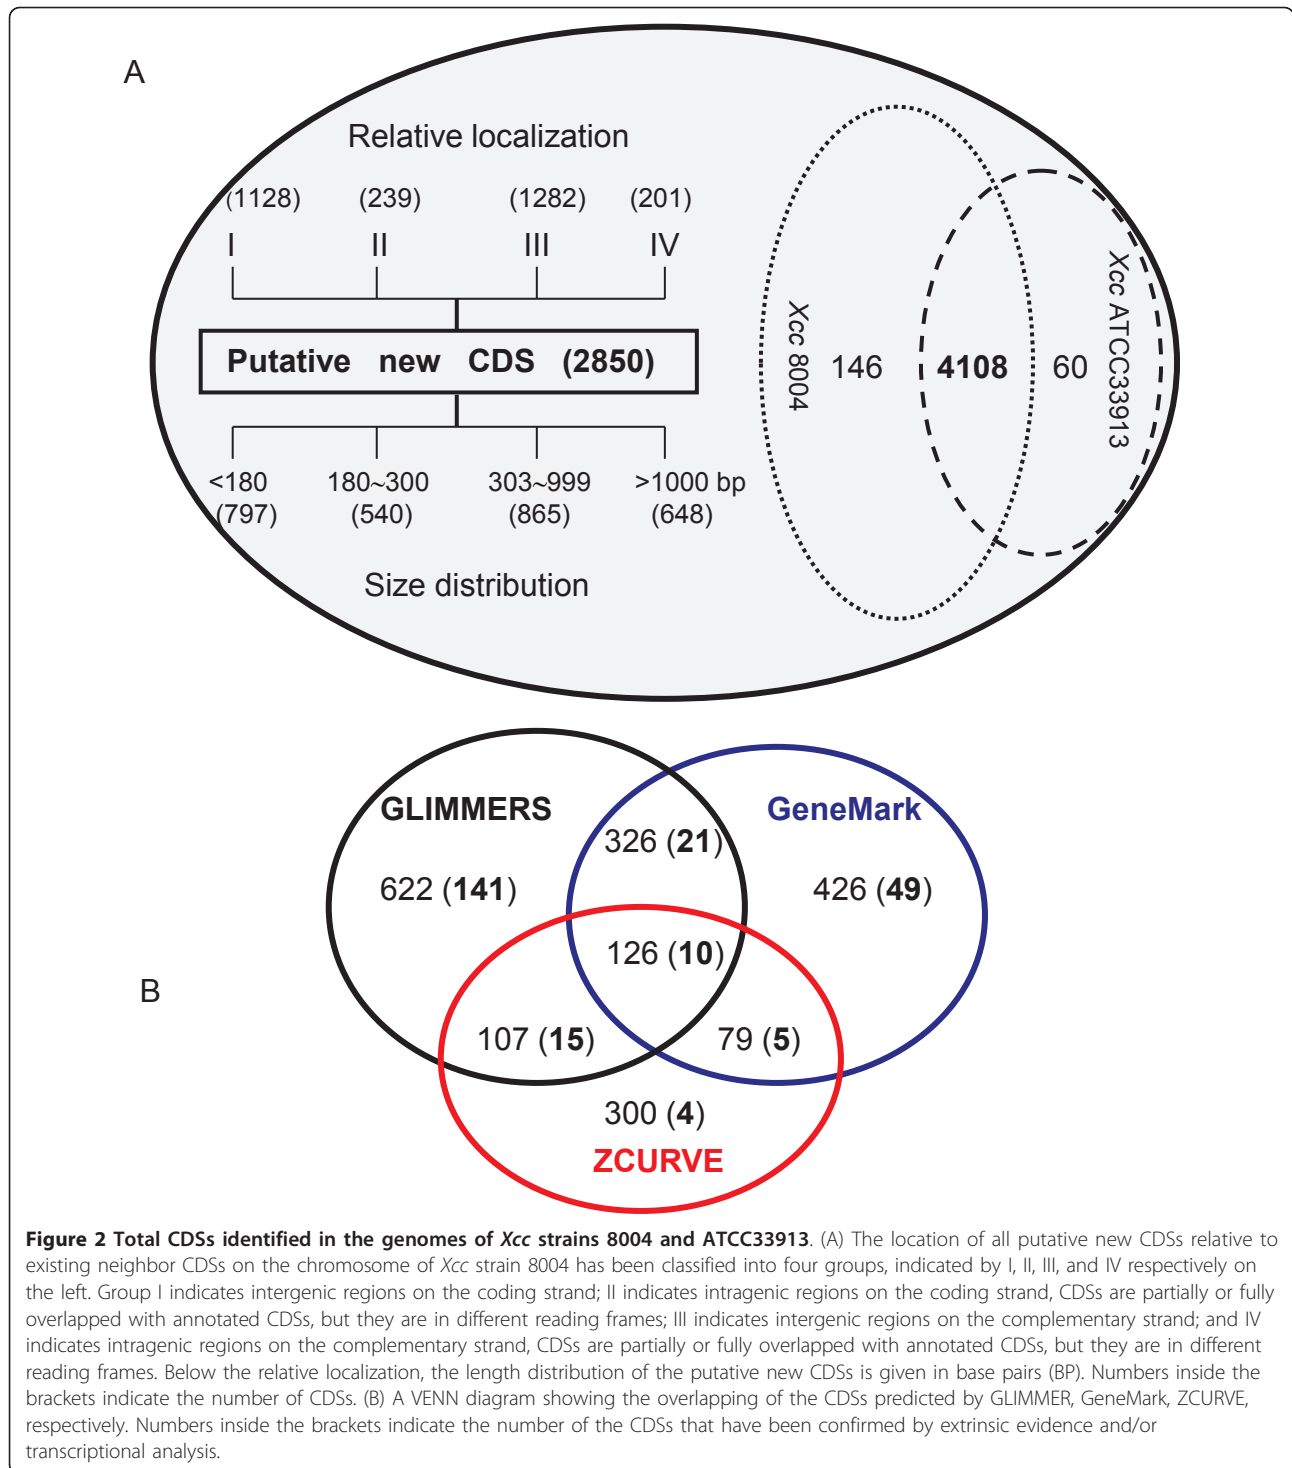 A
Relative localization
(1128) (239) (1282) (201)
I II III IV
Putative new CDS (2850)
<180 180~300 303~999 >1000 bp
(797) (540) (865) (648)
Size distribution
Xcc 8004
146 4108 60
Xcc ATCC33913
B
GLIMMERS GeneMark
326 (21)
622 (141) 426 (49)
126 (10)
107 (15) 79 (5)
300 (4)
ZCURVE
Figure 2 Total CDSs identified in the genomes of Xcc strains 8004 and ATCC33913. (A) The location of all putative new CDSs relative to
existing neighbor CDSs on the chromosome of Xcc strain 8004 has been classified into four groups, indicated by I, II, III, and IV respectively on
the left. Group I indicates intergenic regions on the coding strand; II indicates intragenic regions on the coding strand, CDSs are partially or fully
overlapped with annotated CDSs, but they are in different reading frames; III indicates intergenic regions on the complementary strand; and IV
indicates intragenic regions on the complementary strand, CDSs are partially or fully overlapped with annotated CDSs, but they are in different
reading frames. Below the relative localization, the length distribution of the putative new CDSs is given in base pairs (BP). Numbers inside the
brackets indicate the number of CDSs. (B) A VENN diagram showing the overlapping of the CDSs predicted by GLIMMER, GeneMark, ZCURVE,
respectively. Numbers inside the brackets indicate the number of the CDSs that have been confirmed by extrinsic evidence and/or
transcriptional analysis.